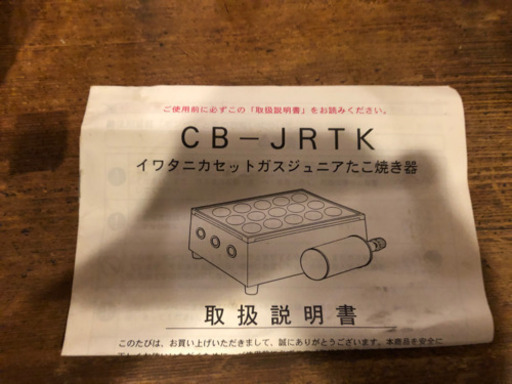 ご使用前に必ずこの「取扱説明書」をお読みください。
CB－JRTK
イワタニカセットガスジュニアたこ焼き器
取扱説明書
このたびは、お買い上げいただきまして、誠にありがとうございます。本商品を安全に